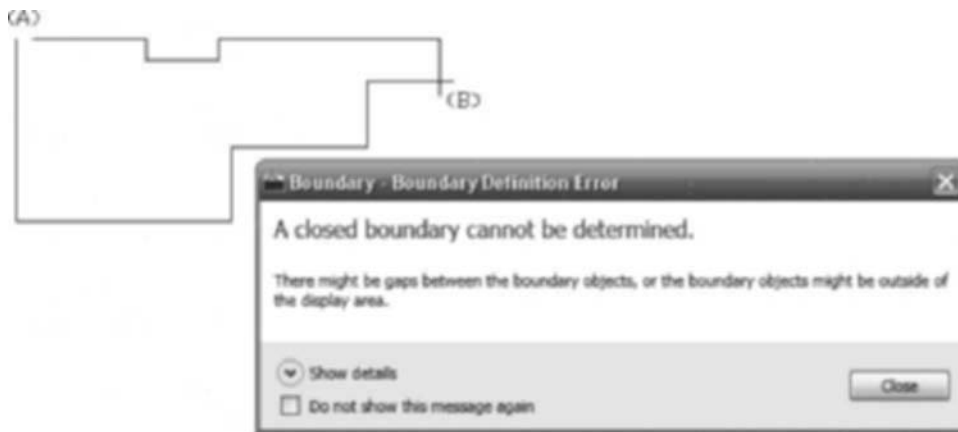 (A)
(B)
Boundary - Boundary Definition Error
A closed boundary cannot be determined.
There might be gaps between the boundary objects, or the boundary objects might be outside of
the display area.
Show details
Do not show this message again
Close